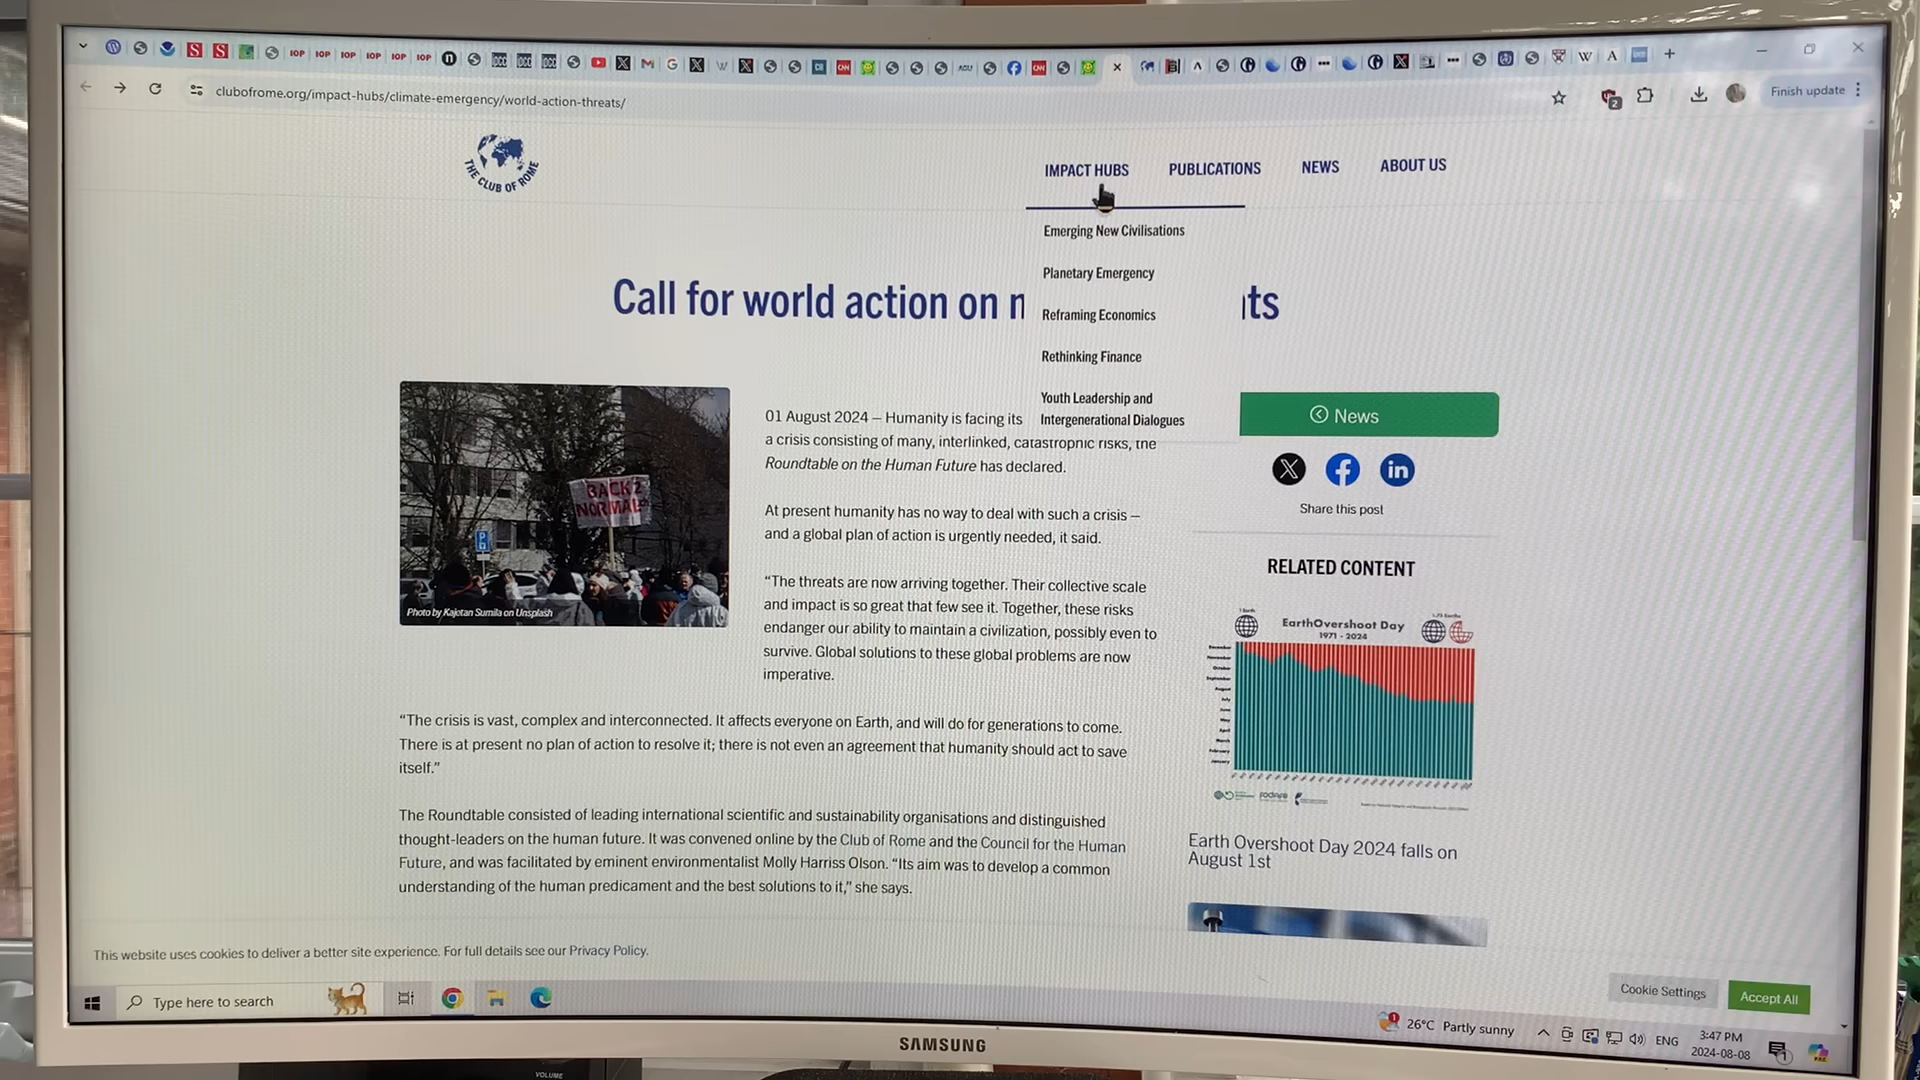 clubofrome.org/impact-hubs/climate-emergency/world-action-threats/
Finish update
THE CLUB OF ROME
IMPACT HUBS
PUBLICATIONS
NEWS
ABOUT US
Emerging New Civilisations
Planetary Emergency
Reframing Economics
Rethinking Finance
Youth Leadership and
Intergenerational Dialogues
Call for world action on
BACK 2
NORMAL
Photo by Kajetan Sumila on Unsplash
01 August 2024 – Humanity is facing its
a crisis consisting of many, interlinked, catastrophic risks, the
Roundtable on the Human Future has declared.
At present humanity has no way to deal with such a crisis –
and a global plan of action is urgently needed, it said.
“The threats are now arriving together. Their collective scale
and impact is so great that few see it. Together, these risks
endanger our ability to maintain a civilization, possibly even to
survive. Global solutions to these global problems are now
imperative.
“The crisis is vast, complex and interconnected. It affects everyone on Earth, and will do for generations to come.
There is at present no plan of action to resolve it; there is not even an agreement that humanity should act to save
itself.”
The Roundtable consisted of leading international scientific and sustainability organisations and distinguished
thought-leaders on the human future. It was convened online by the Club of Rome and the Council for the Human
Future, and was facilitated by eminent environmentalist Molly Harriss Olson. “Its aim was to develop a common
understanding of the human predicament and the best solutions to it,” she says.
News
Share this post
RELATED CONTENT
EarthOvershoot Day
1971 - 2024
Earth Overshoot Day 2024 falls on
August 1st
This website uses cookies to deliver a better site experience. For full details see our Privacy Policy.
Cookie Settings
Accept All
Type here to search
26°C Partly sunny
ENG
3:47 PM
2024-08-08
SAMSUNG
VOLUME